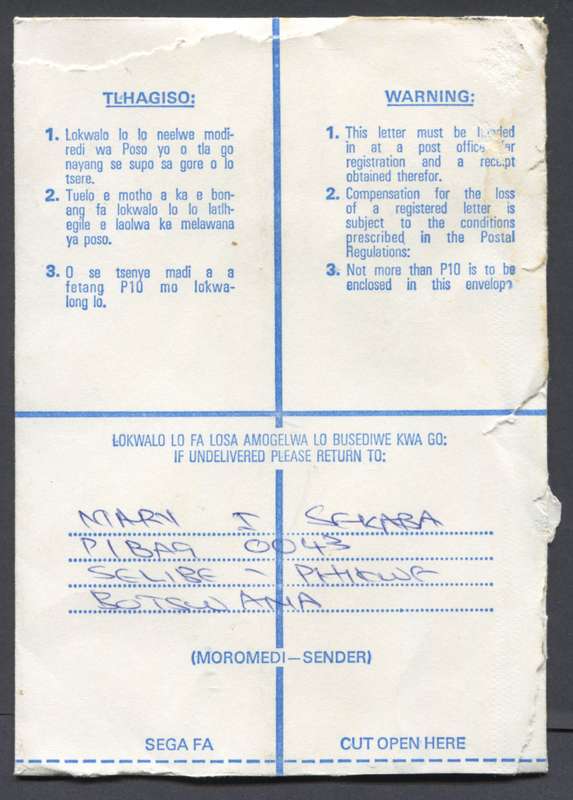 TLHAGISO:
1. Lokwalo lo lo neelwe modi-
redi wa Poso yo o tla go
nayang se supo sa gore o lo
tsere.
2. Tuelo e motho a ka e bon-
ang fa lokwalo lo lo latlh-
egile e laolwa ke melawana
ya poso.
3. O se tsenye madi a a
fetang P10 mo lokwa-
long lo.
WARNING:
1. This letter must be handed
in at a post office for
registration and a receipt
obtained therefor.
2. Compensation for the loss
of a registered letter is
subject to the conditions
prescribed in the Postal
Regulations:
3. Not more than P10 is to be
enclosed in this envelope
LOKWALO LO FA LOSA AMOGELWA LO BUSEDIWE KWA GO:
IF UNDELIVERED PLEASE RETURN TO:
MARY I SEKABA
P/BAG 0043
SELIBE - PHIKWE
BOTSWANA
(MOROMEDI—SENDER)
SEGA FA
CUT OPEN HERE